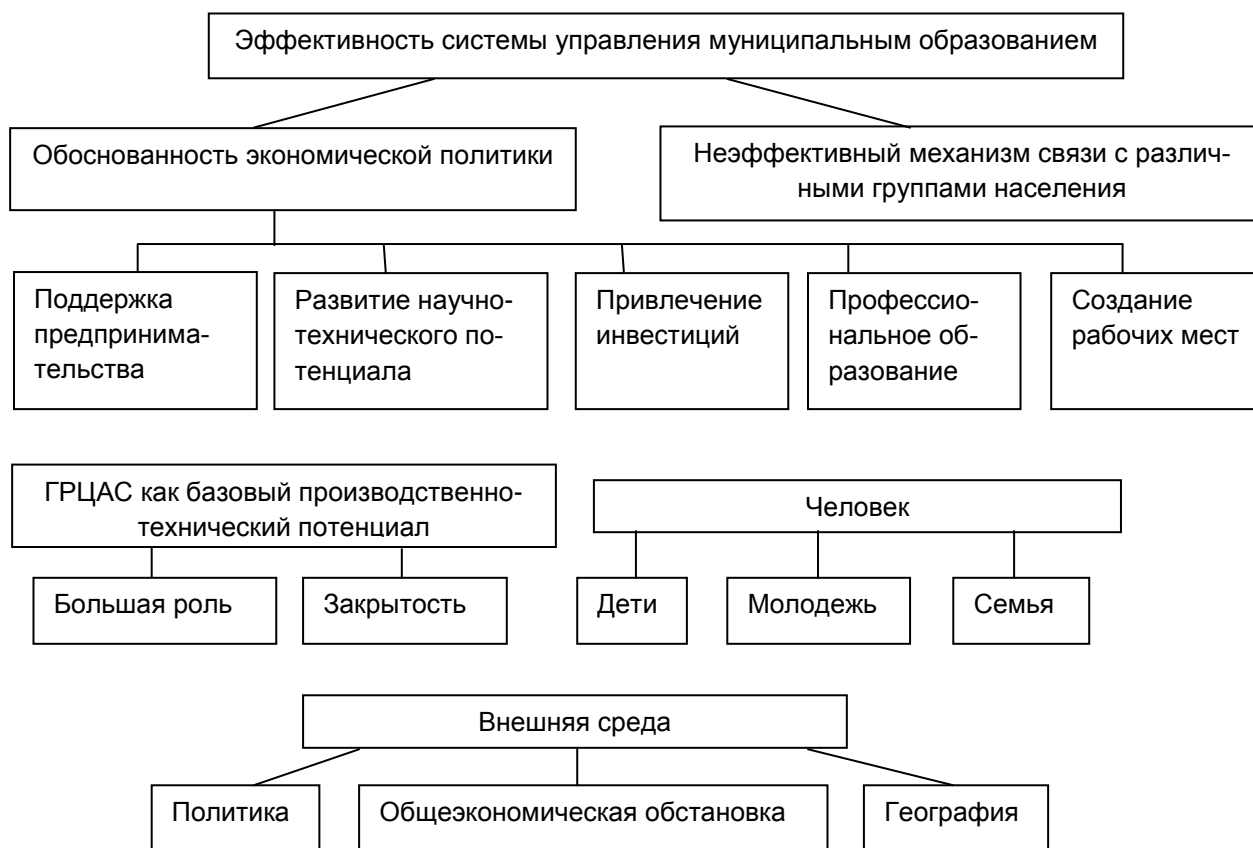 Эффективность системы управления муниципальным образованием
Обоснованность экономической политики
Неэффективный механизм связи с различ-
ными группами населения
Поддержка
предпринима-
тельства
Развитие научно-
технического по-
тенциала
Привлечение
инвестиций
Профессио-
нальное об-
разование
Создание
рабочих мест
ГРЦАС как базовый производственно-
технический потенциал
Человек
Большая роль
Закрытость
Дети
Молодежь
Семья
Внешняя среда
Политика
Общеэкономическая обстановка
География